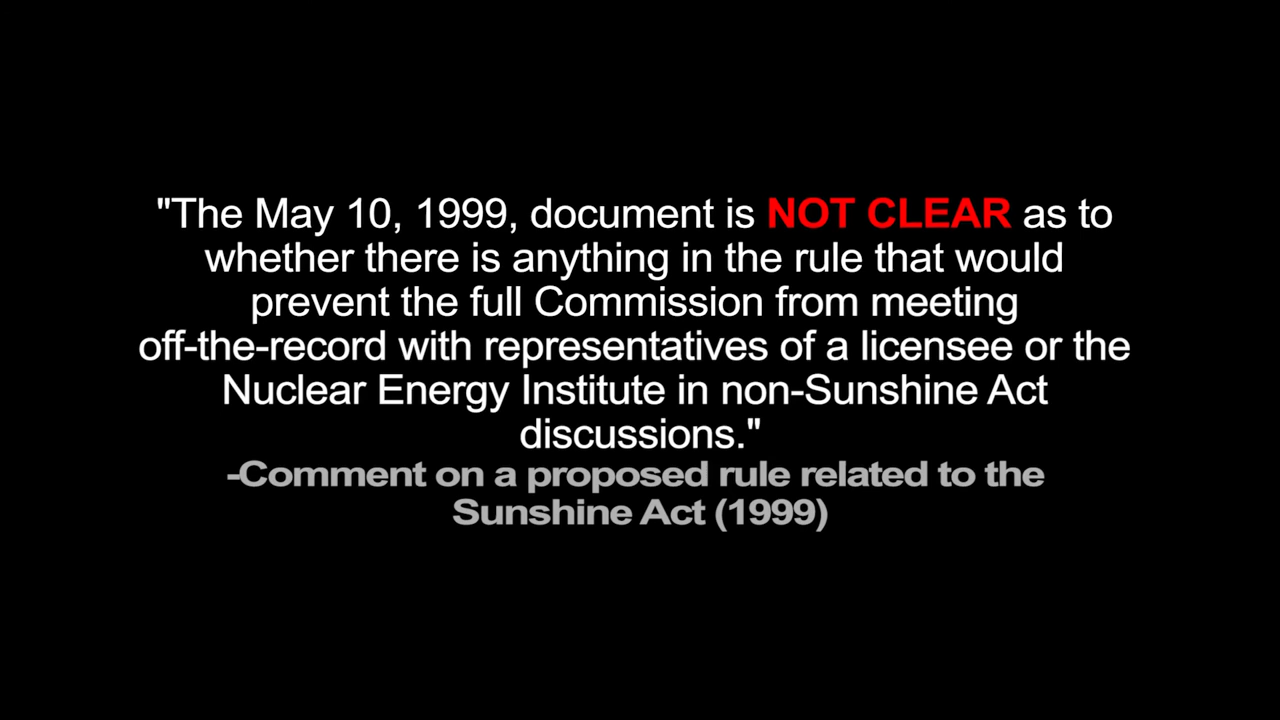 "The May 10, 1999, document is NOT CLEAR as to
whether there is anything in the rule that would
prevent the full Commission from meeting
off-the-record with representatives of a licensee or the
Nuclear Energy Institute in non-Sunshine Act
discussions."
-Comment on a proposed rule related to the
Sunshine Act (1999)